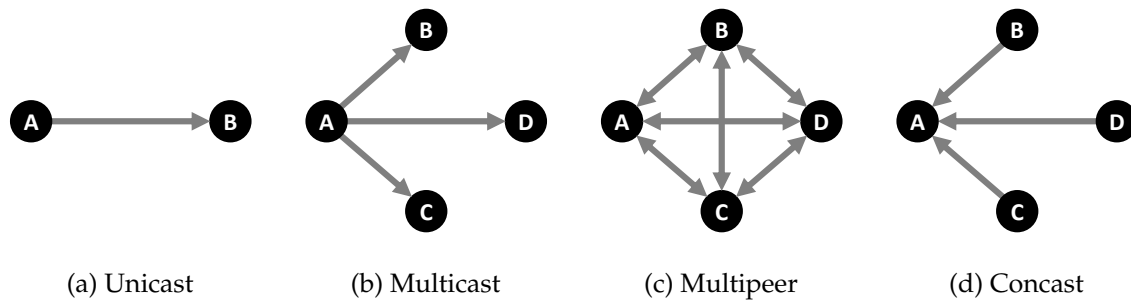 B
A
B
A
D
C
B
A
D
C
B
A
D
C
(a) Unicast
(b) Multicast
(c) Multipeer
(d) Concast